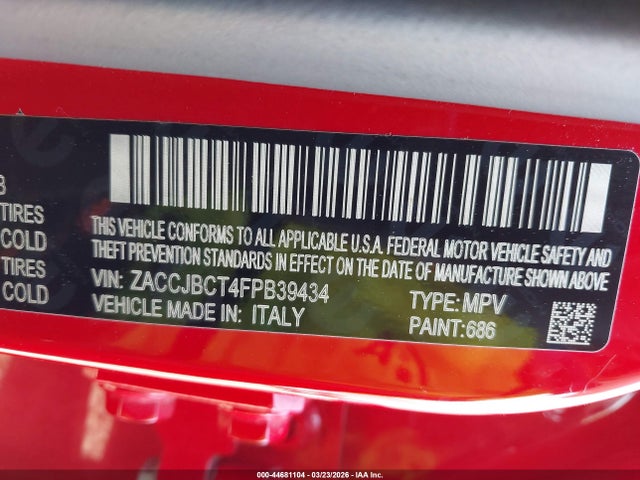 B
TIRES
COLD
TIRES
COLD
THIS VEHICLE CONFORMS TO ALL APPLICABLE U.S.A. FEDERAL MOTOR VEHICLE SAFETY AND
THEFT PREVENTION STANDARDS IN EFFECT ON THE DATE OF MANUFACTURE SHOWN ABOVE
VIN: ZACCJBCT4FPB39434 TYPE: MPV
VEHICLE MADE IN ITALY PAINT:686
000-44681104 - 03/23/2026 - IAA Inc.